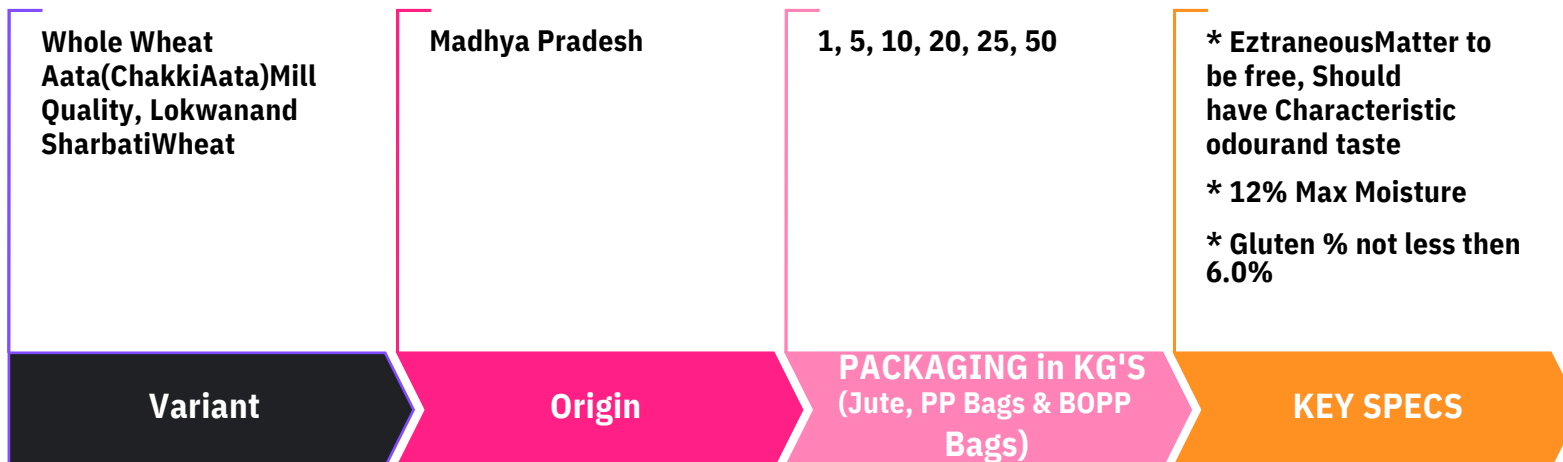 Whole Wheat
Aata(ChakkiAata)Mill
Quality, Lokwanand
SharbatiWheat
Variant
Madhya Pradesh
Origin
1, 5, 10, 20, 25, 50
PACKAGING in KG'S
(Jute, PP Bags & BOPP
Bags)
* EztraneousMatter to
be free, Should
have Characteristic
odourand taste
* 12% Max Moisture
* Gluten % not less then
6.0%
KEY SPECS